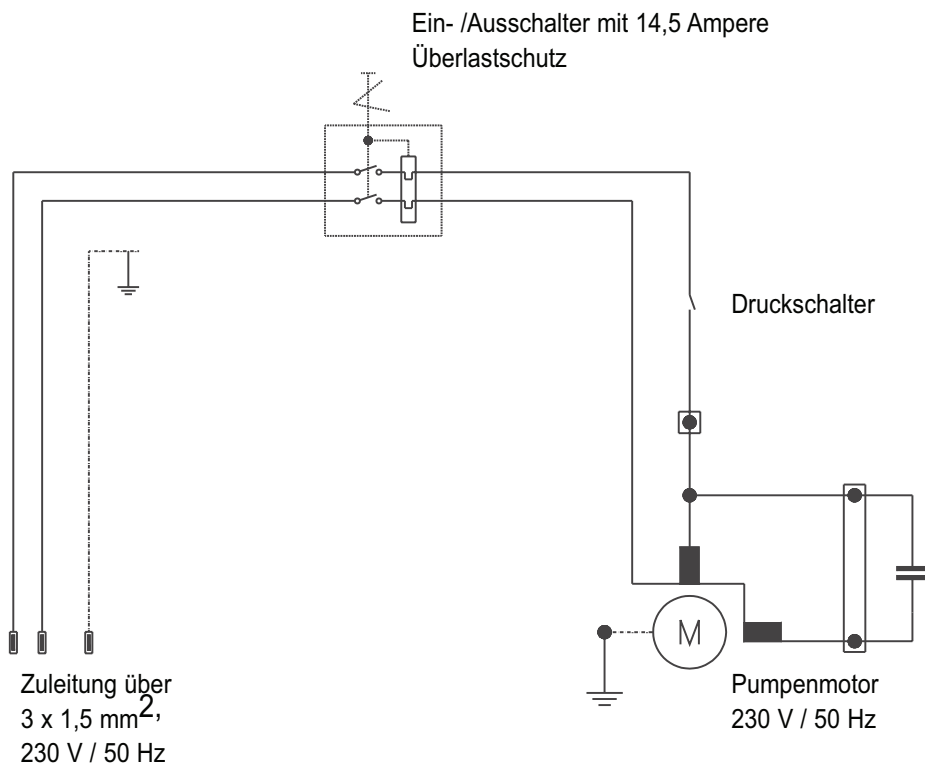 Ein- /Ausschalter mit 14,5 Ampere
Überlastschutz
Druckschalter
M
Zuleitung über
3 x 1,5 mm²,
230 V / 50 Hz
Pumpenmotor
230 V / 50 Hz